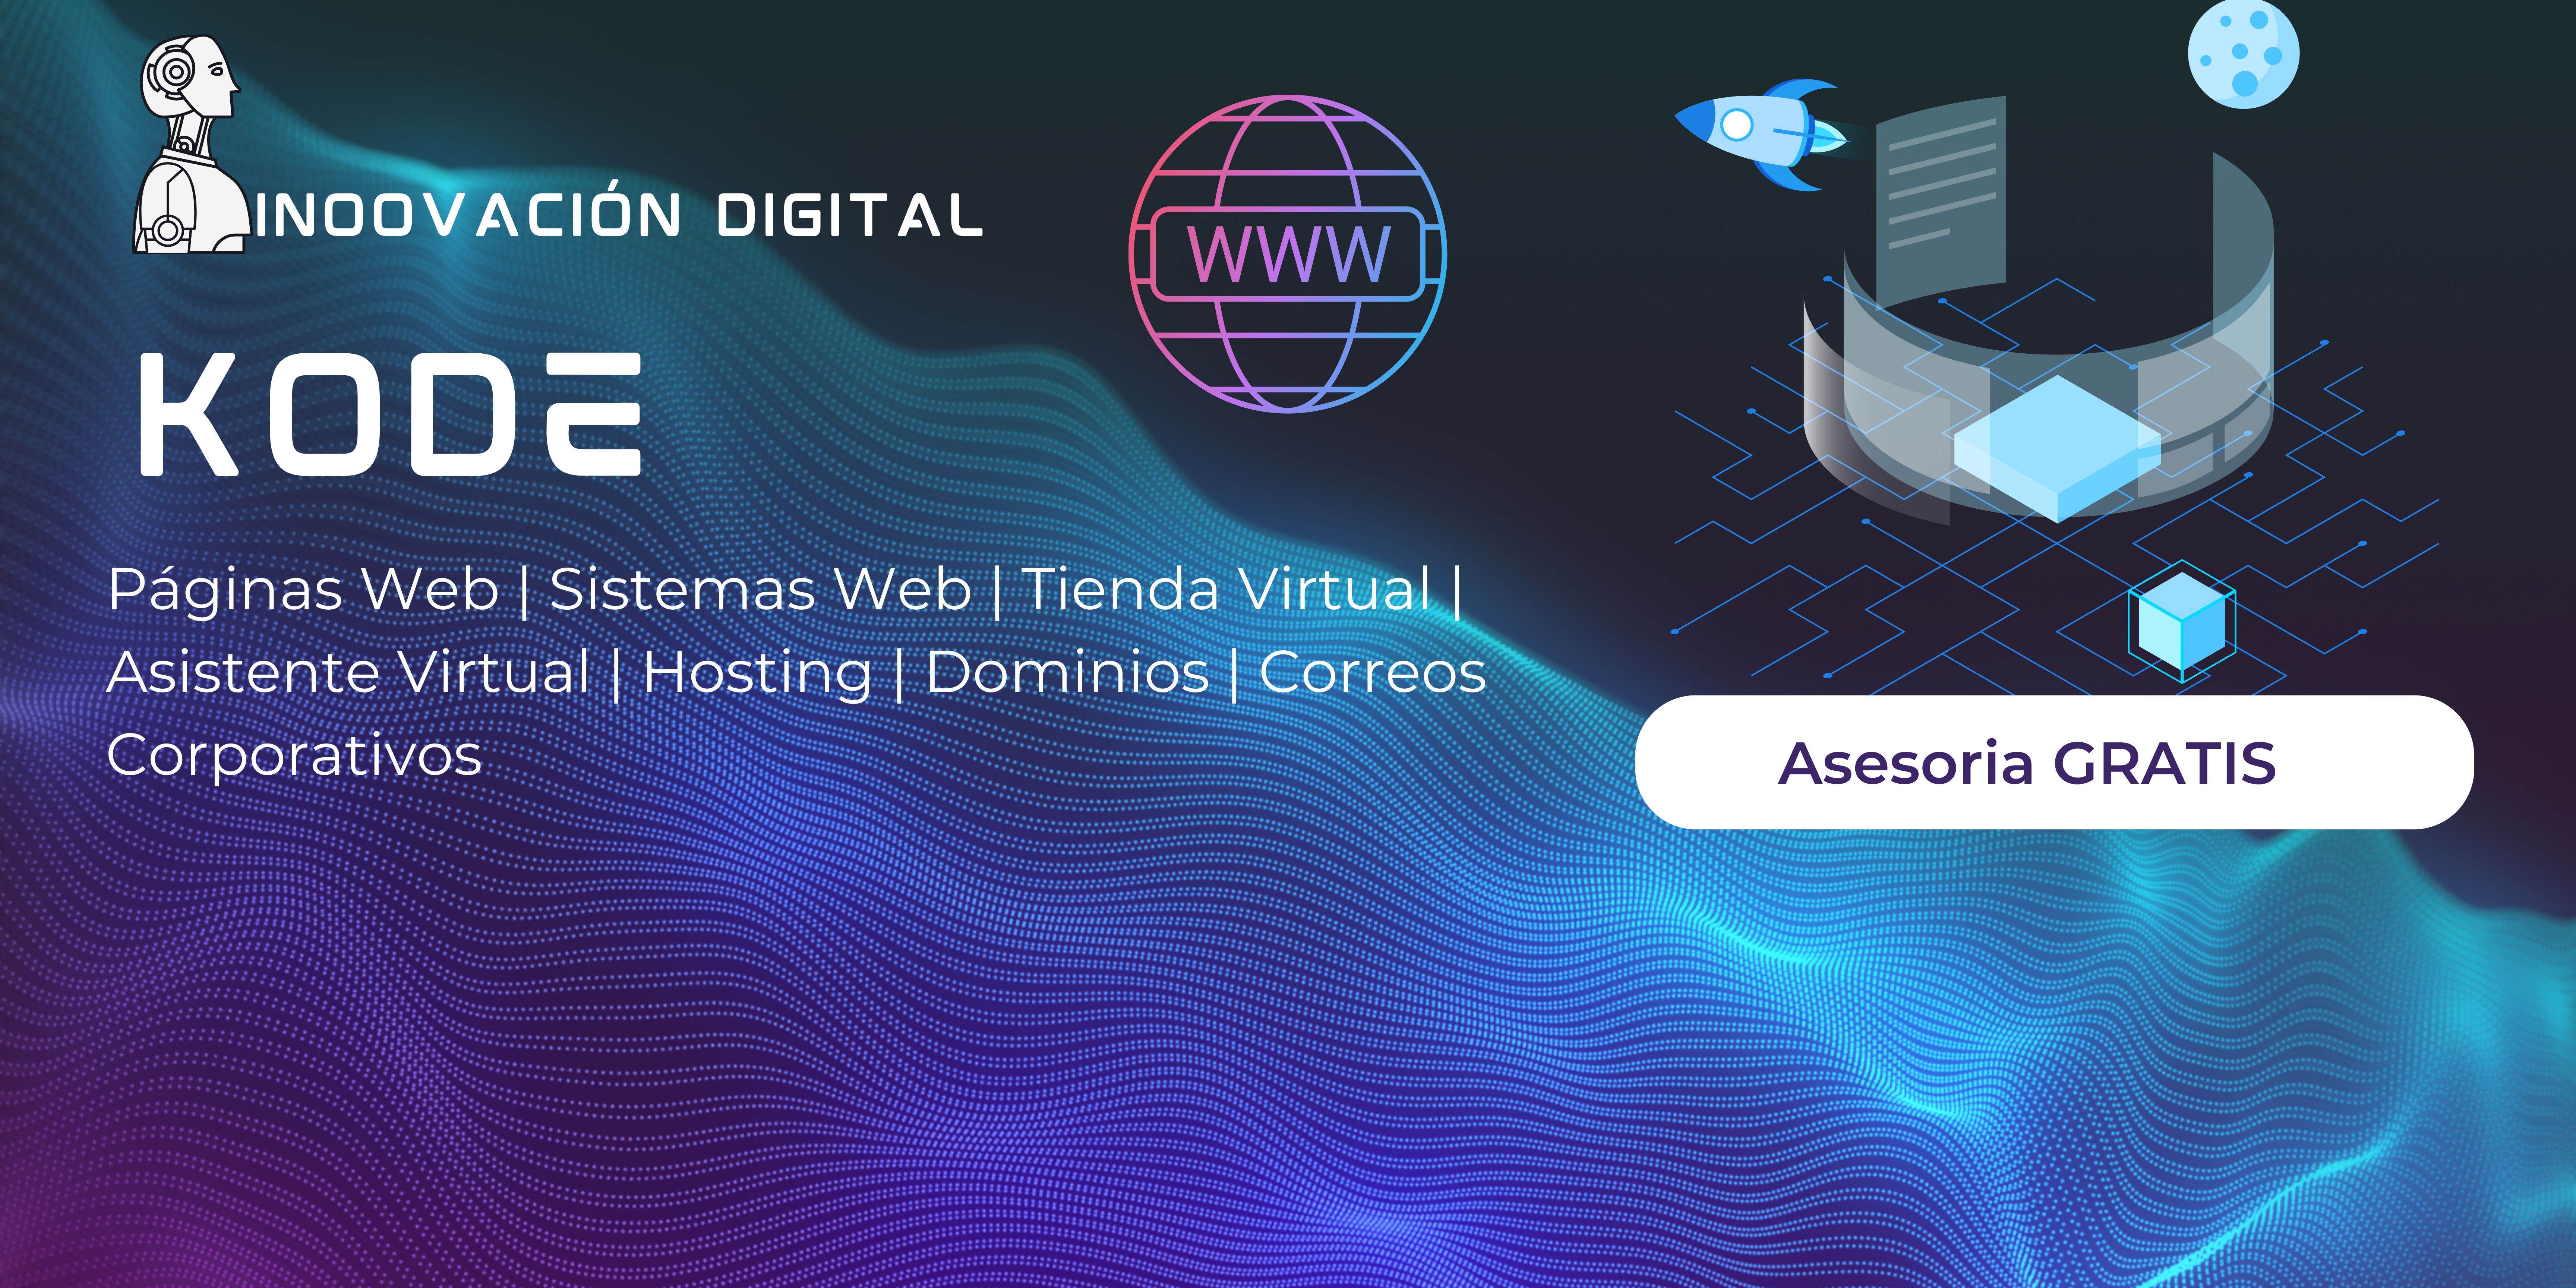 INOOVACIÓN DIGITAL
WWW
KODE
Páginas Web | Sistemas Web | Tienda Virtual |
Asistente Virtual | Hosting | Dominios | Correos
Corporativos
Asesoria GRATIS